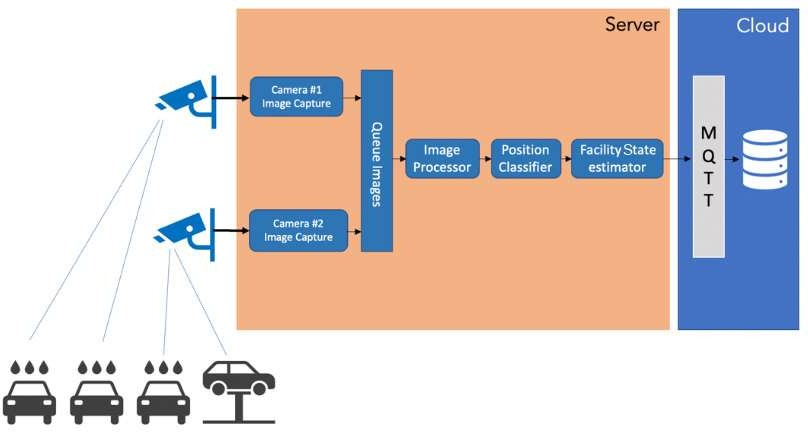 Server
Cloud
Camera #1
Image Capture
Queue Images
Image
Processor
Position
Classifier
Facility State
estimator
M
Q
T
T
Camera #2
Image Capture